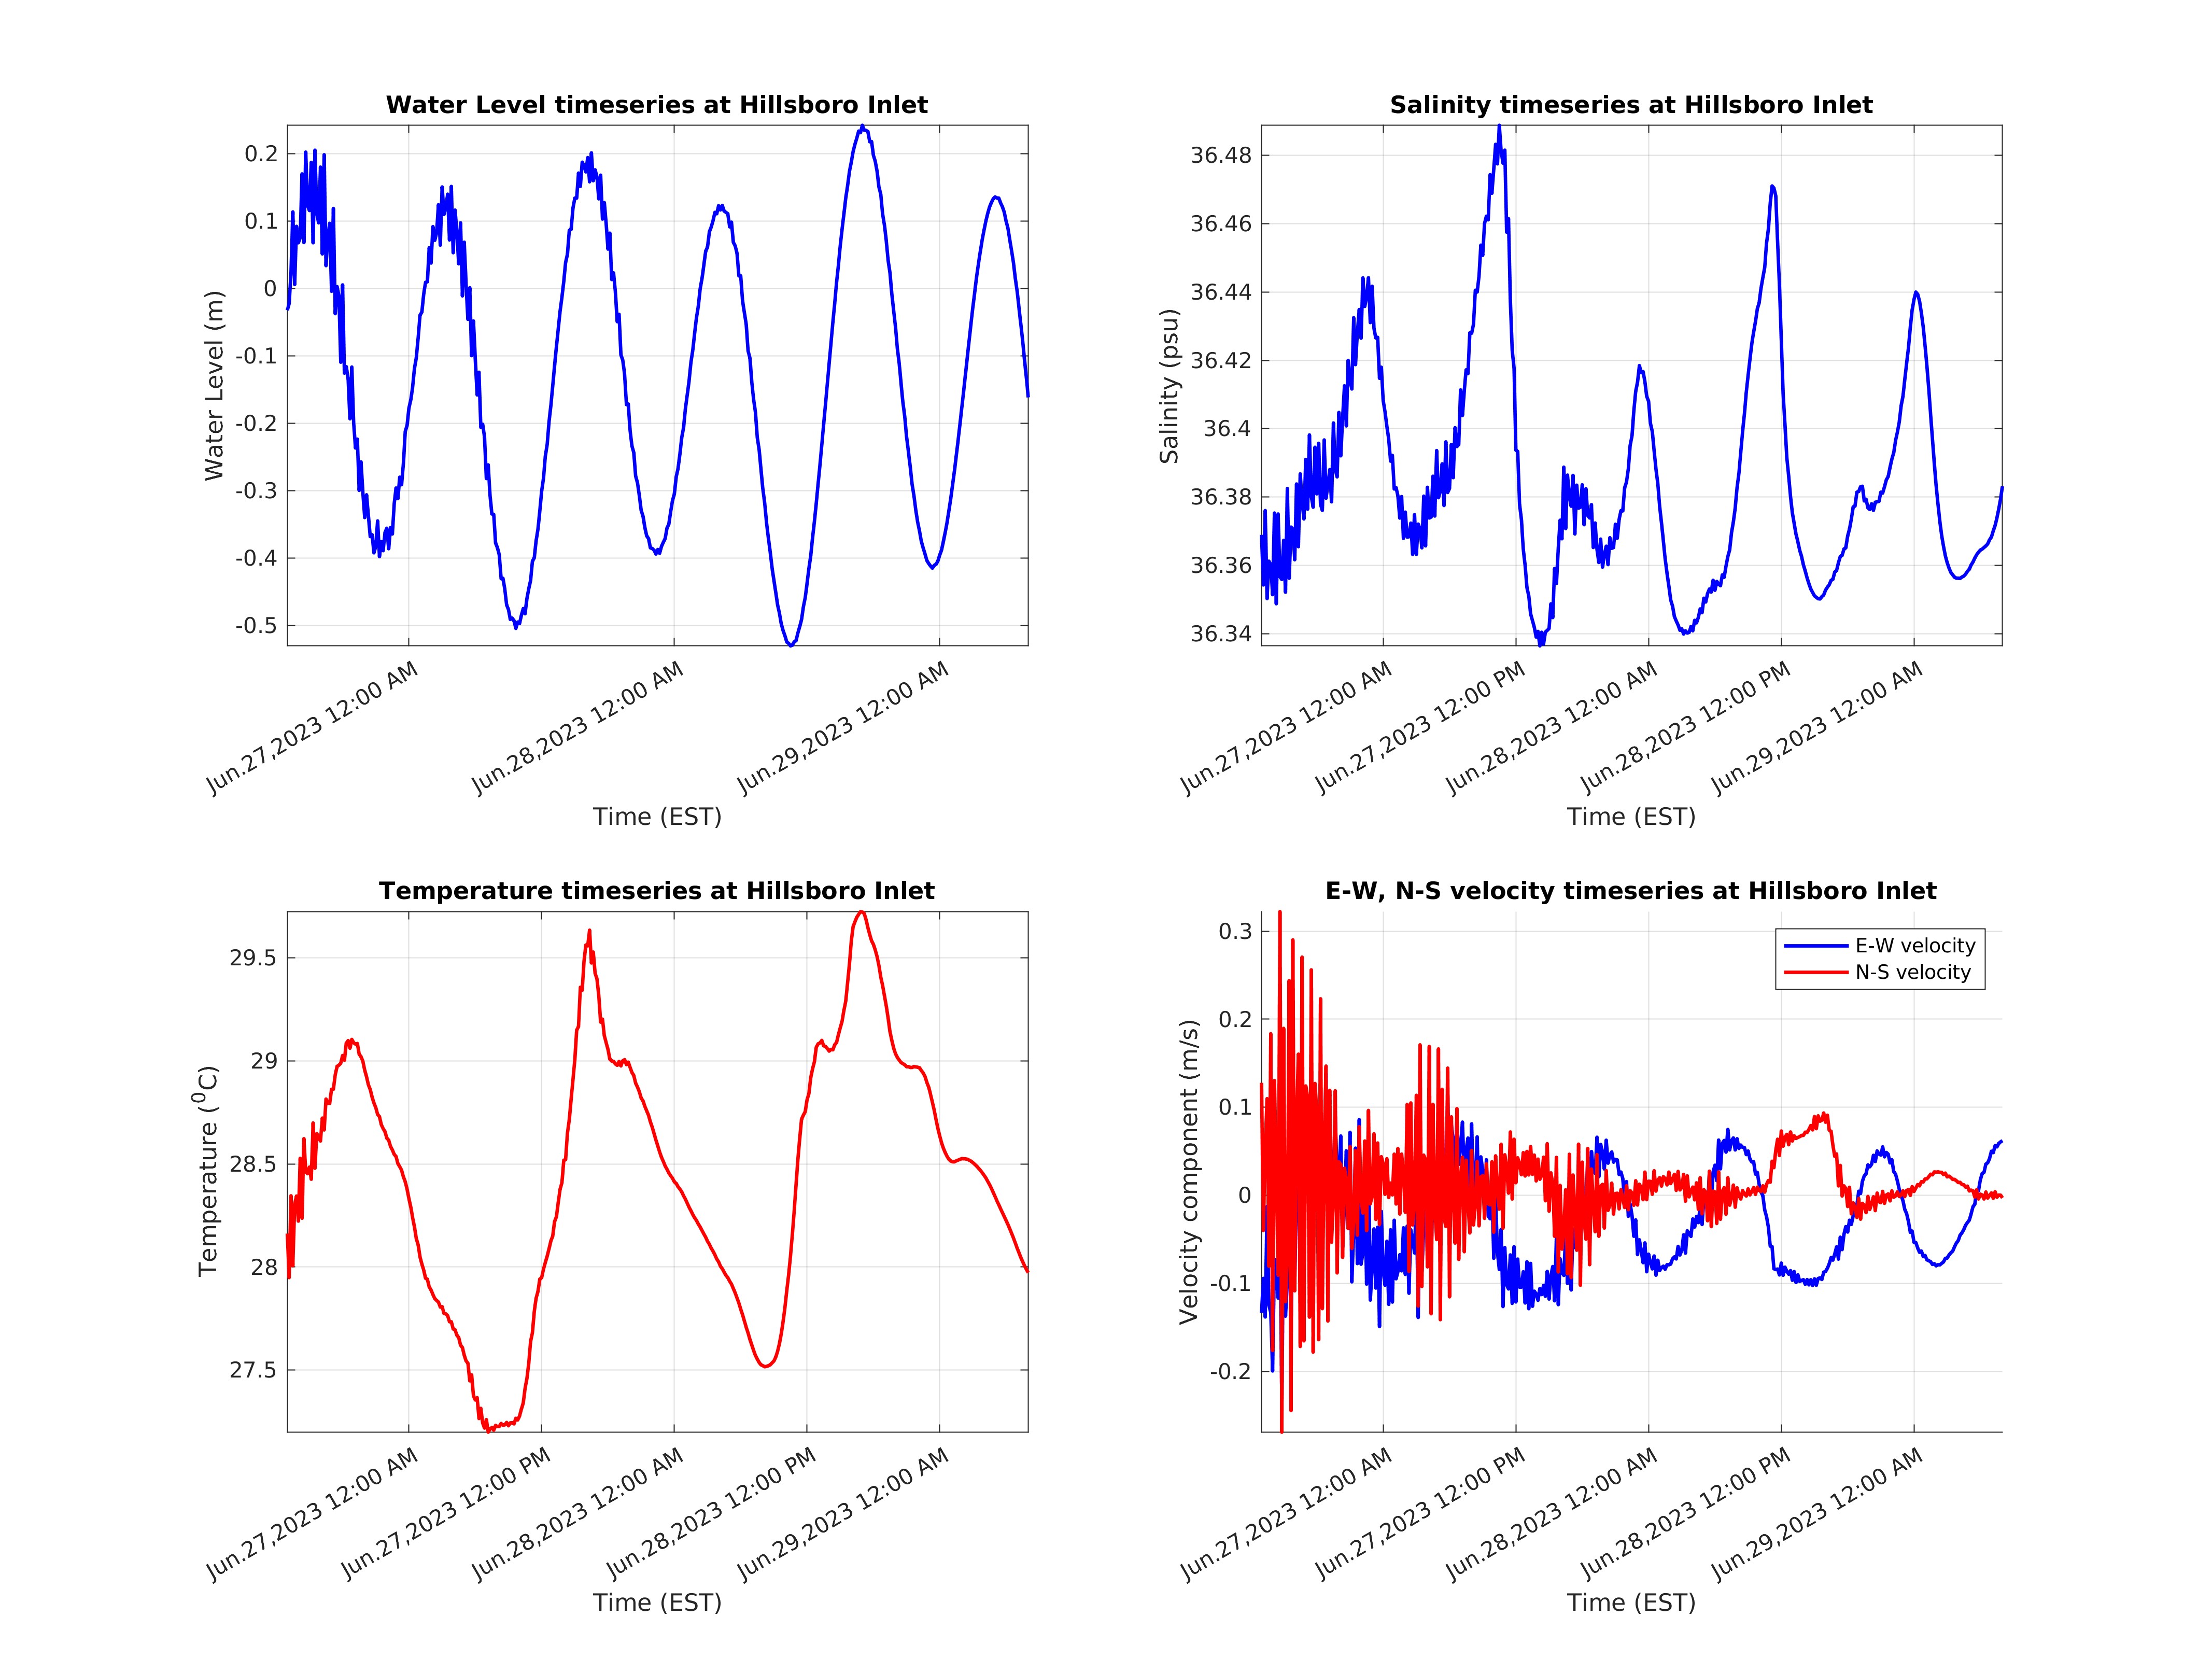 Water Level timeseries at Hillsboro Inlet
0.2
0.1
0
-0.1
-0.2
-0.3
-0.4
-0.5
Water Level (m)
Jun.27,2023 12:00 AM
Jun.28,2023 12:00 AM
Jun.29,2023 12:00 AM
Time (EST)
Salinity timeseries at Hillsboro Inlet
36.48
36.46
36.44
36.42
36.4
36.38
36.36
36.34
Salinity (psu)
Jun.27,2023 12:00 AM
Jun.27,2023 12:00 PM
Jun.28,2023 12:00 AM
Jun.28,2023 12:00 PM
Jun.29,2023 12:00 AM
Time (EST)
Temperature timeseries at Hillsboro Inlet
29.5
29
28.5
28
27.5
Temperature (⁰C)
Jun.27,2023 12:00 AM
Jun.27,2023 12:00 PM
Jun.28,2023 12:00 AM
Jun.28,2023 12:00 PM
Jun.29,2023 12:00 AM
Time (EST)
E-W, N-S velocity timeseries at Hillsboro Inlet
E-W velocity
N-S velocity
0.3
0.2
0.1
0
-0.1
-0.2
Velocity component (m/s)
Jun.27,2023 12:00 AM
Jun.27,2023 12:00 PM
Jun.28,2023 12:00 AM
Jun.28,2023 12:00 PM
Jun.29,2023 12:00 AM
Time (EST)